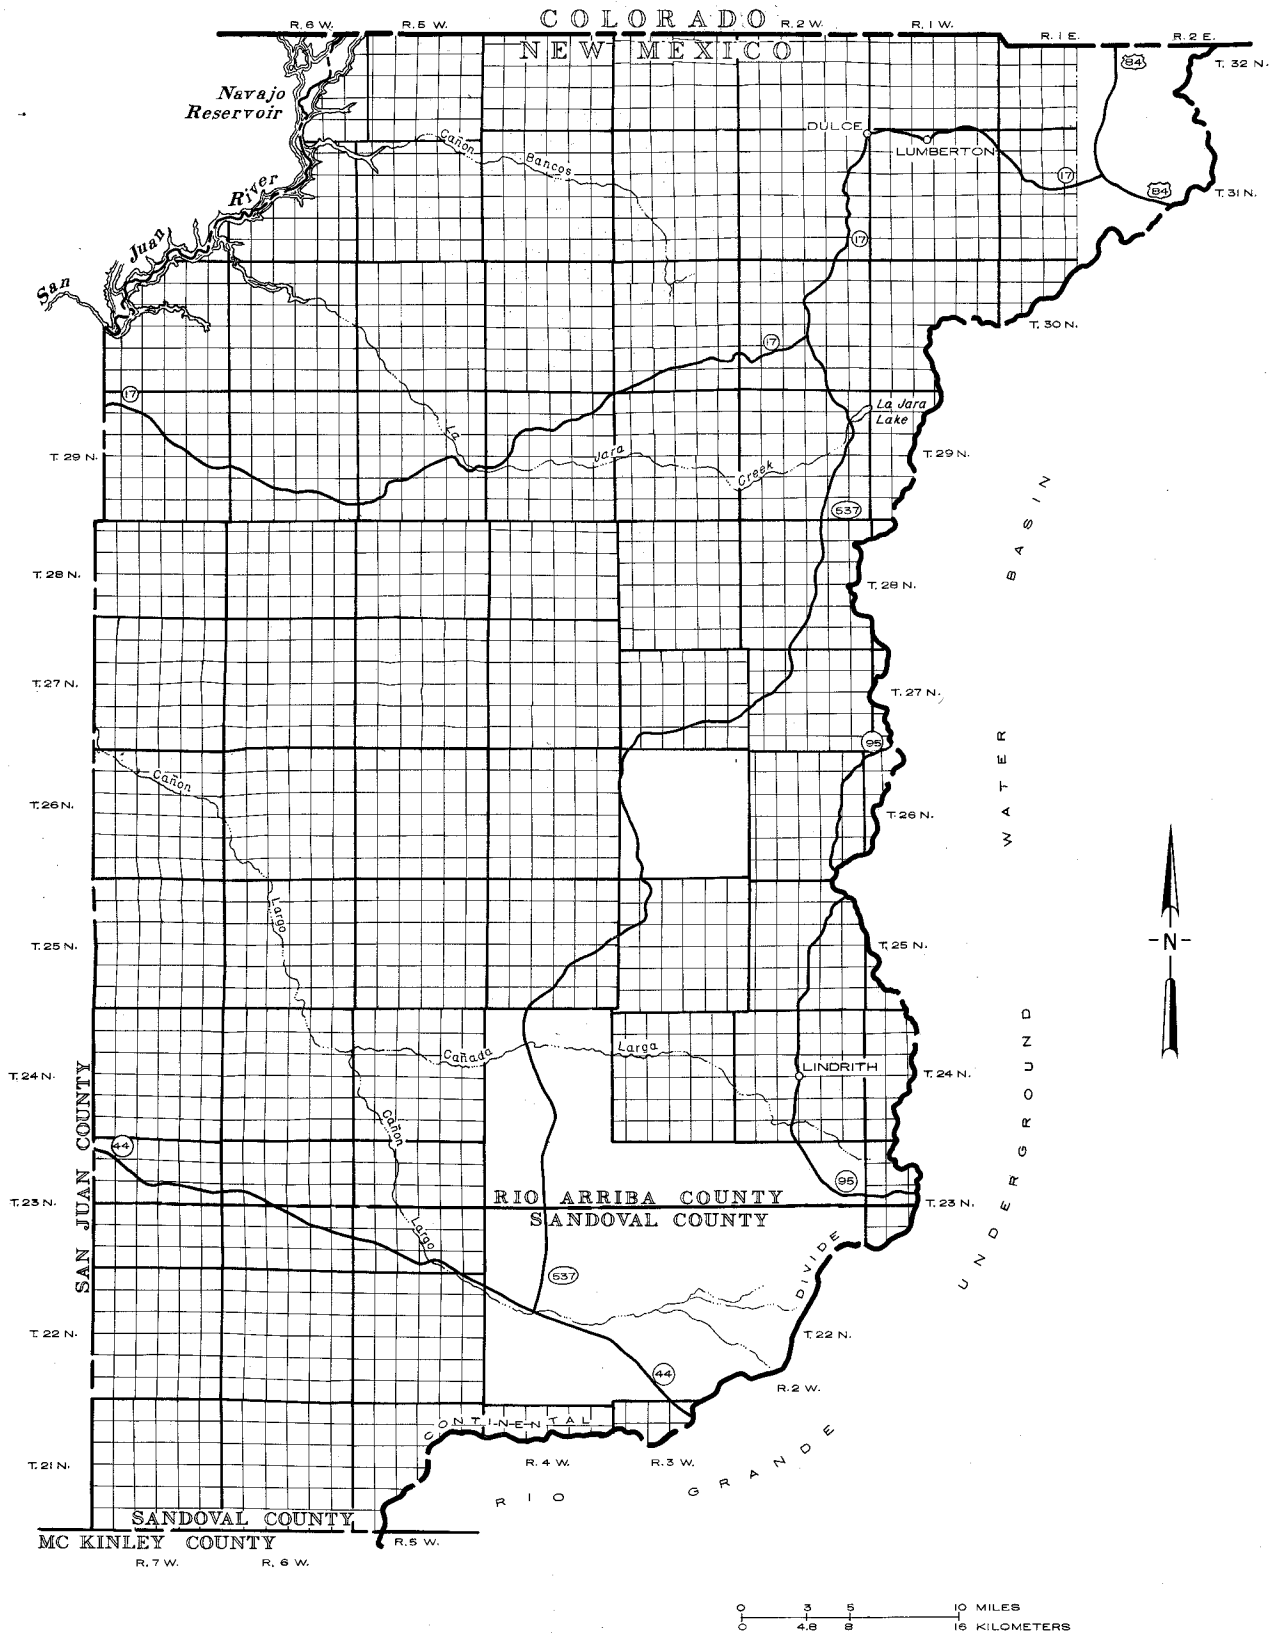 COLORADO
R. 6 W. R. 5 W. R. 2 W. R. 1 W.
NEW MEXICO
R. 1 E. R. 2 E.
84
T. 32 N.
Navajo
Reservoir
DULCE
LUMBERTON
Cañon Bancos
17
84
T. 31 N.
San Juan River
17
T. 30 N.
17
17
La Jara
Lake
La Jara Creek
T. 29 N.
T. 29 N.
537
T. 28 N.
T. 28 N.
T. 27 N.
T. 27 N.
95
Cañon Largo
T. 26 N.
T. 26 N.
T. 25 N.
T. 25 N.
-N-
Cañada Larga
LINDRITH
T. 24 N.
T. 24 N.
Cañon Largo
44
95
T. 23 N.
T. 23 N.
RIO ARRIBA COUNTY
SANDOVAL COUNTY
SAN JUAN COUNTY
537
T. 22 N.
T. 22 N.
44
R. 2 W.
CONTINENTAL DIVIDE
T. 21 N.
R. 4 W. R. 3 W.
RIO GRANDE UNDERGROUND WATER BASIN
SANDOVAL COUNTY
MC KINLEY COUNTY
R. 5 W.
R. 7 W. R. 6 W.
0 3 5 10 MILES
0 4.8 8 16 KILOMETERS